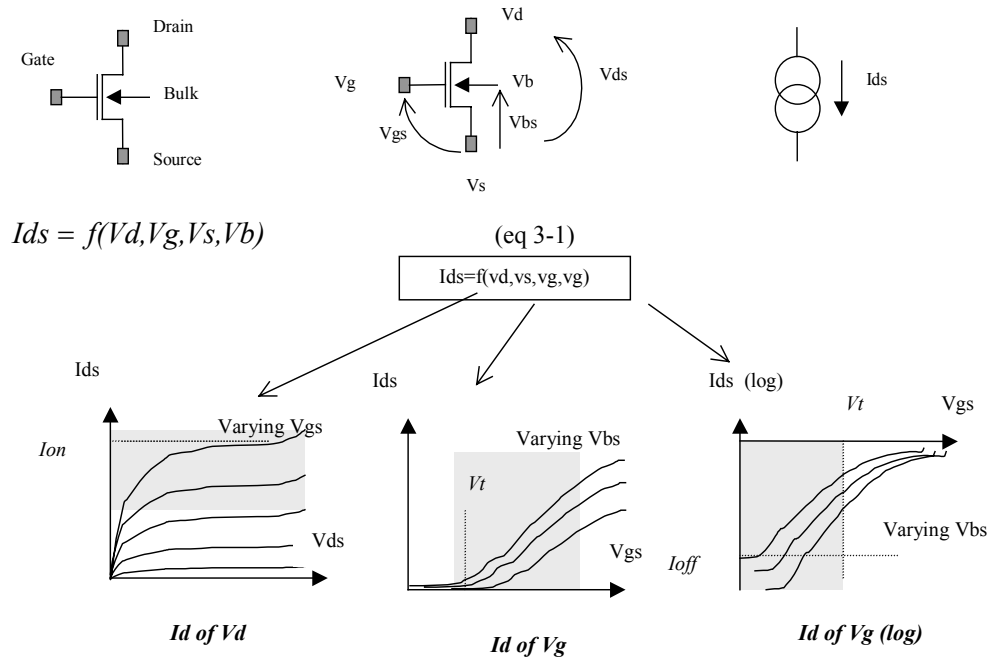 Drain
Gate
Bulk
Source
Vd
Vg
Vb
Vds
Vgs
Vbs
Vs
Ids
Ids = f(Vd,Vg,Vs,Vb)
(eq 3-1)
Ids=f(vd,vs,vg,vg)
Ids
Varying Vgs
Ion
Vds
Id of Vd
Ids
Varying Vbs
Vt
Vgs
Id of Vg
Ids (log)
Vt
Vgs
Varying Vbs
Ioff
Id of Vg (log)